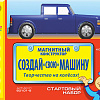 МАГНИТНЫЙ
КОНСТРУКТОР
СОЗДАЙ-СВОЮ-МАШИНУ
Творчество на колёсах!
СТАРТОВЫЙ
НАБОР